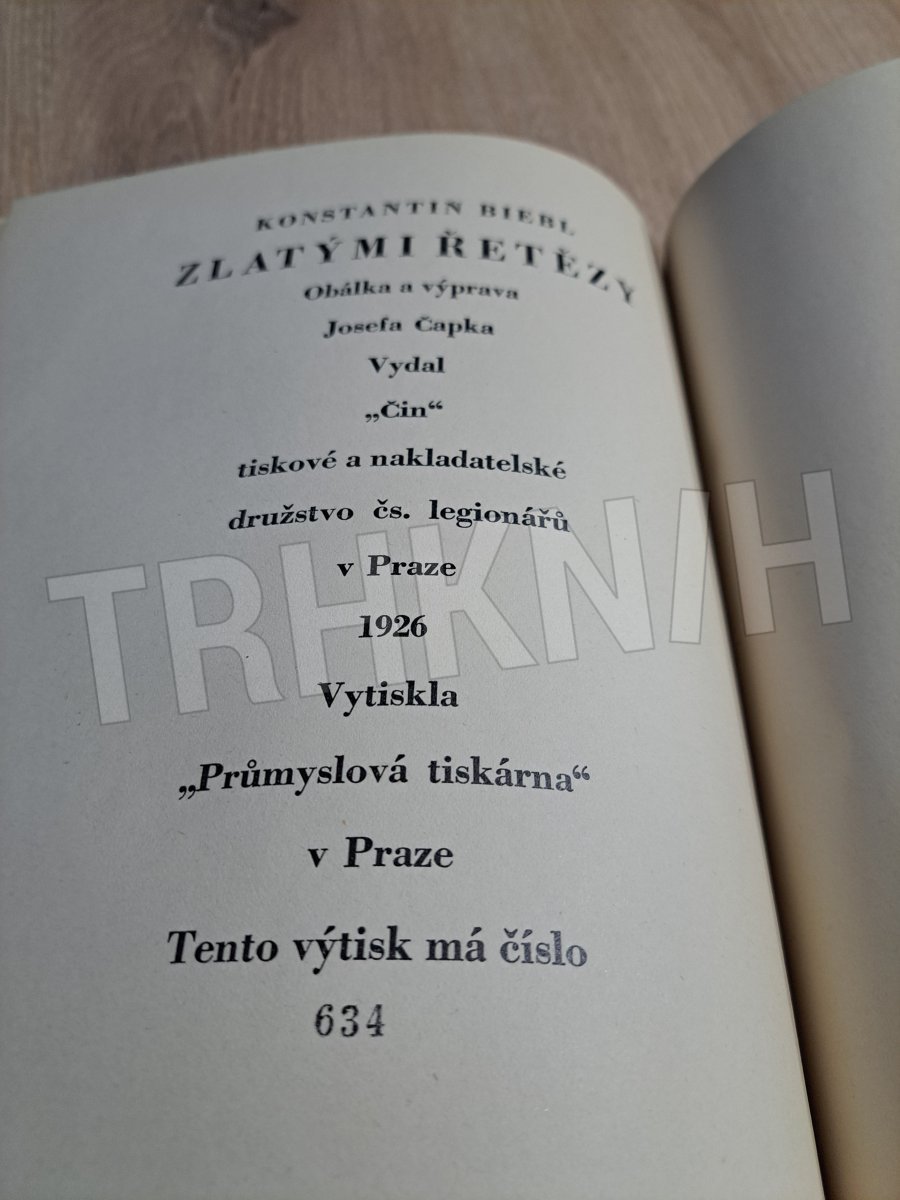 KONSTANTIN BIEBL
ZLATÝMI ŘETĚZY
Obálka a výprava
Josefa Čapka
Vydal
„Čin“
tiskové a nakladatelské
družstvo čs. legionářů
v Praze
1926
Vytiskla
„Průmyslová tiskárna“
v Praze
Tento výtisk má číslo
634
TRHKNIH